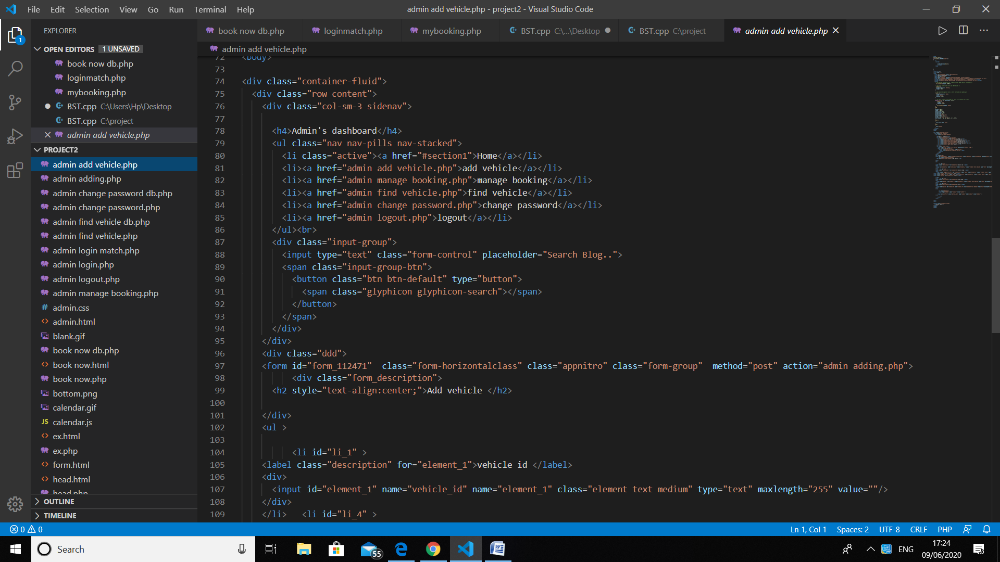 File Edit Selection View Go Run Terminal Help
admin add vehicle.php - project2 - Visual Studio Code
EXPLORER
OPEN EDITORS 1 UNSAVED
book now db.php
loginmatch.php
mybooking.php
BST.cpp C:\Users\Hp\Desktop
BST.cpp C:\project
admin add vehicle.php
PROJECT2
admin add vehicle.php
admin adding.php
admin change password db.php
admin change password.php
admin find vehicle db.php
admin find vehicle.php
admin login match.php
admin login.php
admin logout.php
admin manage booking.php
admin.css
admin.html
blank.gif
book now db.php
book now.html
book now.php
bottom.png
calendar.gif
calendar.js
ex.html
ex.php
form.html
head.html
head.php
OUTLINE
TIMELINE
book now db.php loginmatch.php mybooking.php BST.cpp C:\...\Desktop BST.cpp C:\project admin add vehicle.php
admin add vehicle.php
72 <body>
73
74 <div class="container-fluid">
75 <div class="row content">
76 <div class="col-sm-3 sidenav">
77
78 <h4>Admin's dashboard</h4>
79 <ul class="nav nav-pills nav-stacked">
80 <li class="active"><a href="#section1">Home</a></li>
81 <li><a href="admin add vehicle.php">add vehicle</a></li>
82 <li><a href="admin manage booking.php">manage booking</a></li>
83 <li><a href="admin find vehicle.php">find vehicle</a></li>
84 <li><a href="admin change password.php">change password</a></li>
85 <li><a href="admin logout.php">logout</a></li>
86 </ul><br>
87 <div class="input-group">
88 <input type="text" class="form-control" placeholder="Search Blog..">
89 <span class="input-group-btn">
90 <button class="btn btn-default" type="button">
91 <span class="glyphicon glyphicon-search"></span>
92 </button>
93 </span>
94 </div>
95 </div>
96 <div class="ddd">
97 <form id="form_112471"  class="form-horizontalclass" class="appnitro" class="form-group"  method="post" action="admin adding.php">
98 <div class="form_description">
99 <h2 style="text-align:center;">Add vehicle </h2>
100
101 </div>
102 <ul >
103
104 <li id="li_1" >
105 <label class="description" for="element_1">vehicle id </label>
106 <div>
107 <input id="element_1" name="vehicle_id" name="element_1" class="element text medium" type="text" maxlength="255" value=""/>
108 </div>
109 </li>   <li id="li_4" >
1
0 0
Ln 1, Col 1 Spaces: 2 UTF-8 CRLF PHP
Search
55
ENG
17:24
09/06/2020